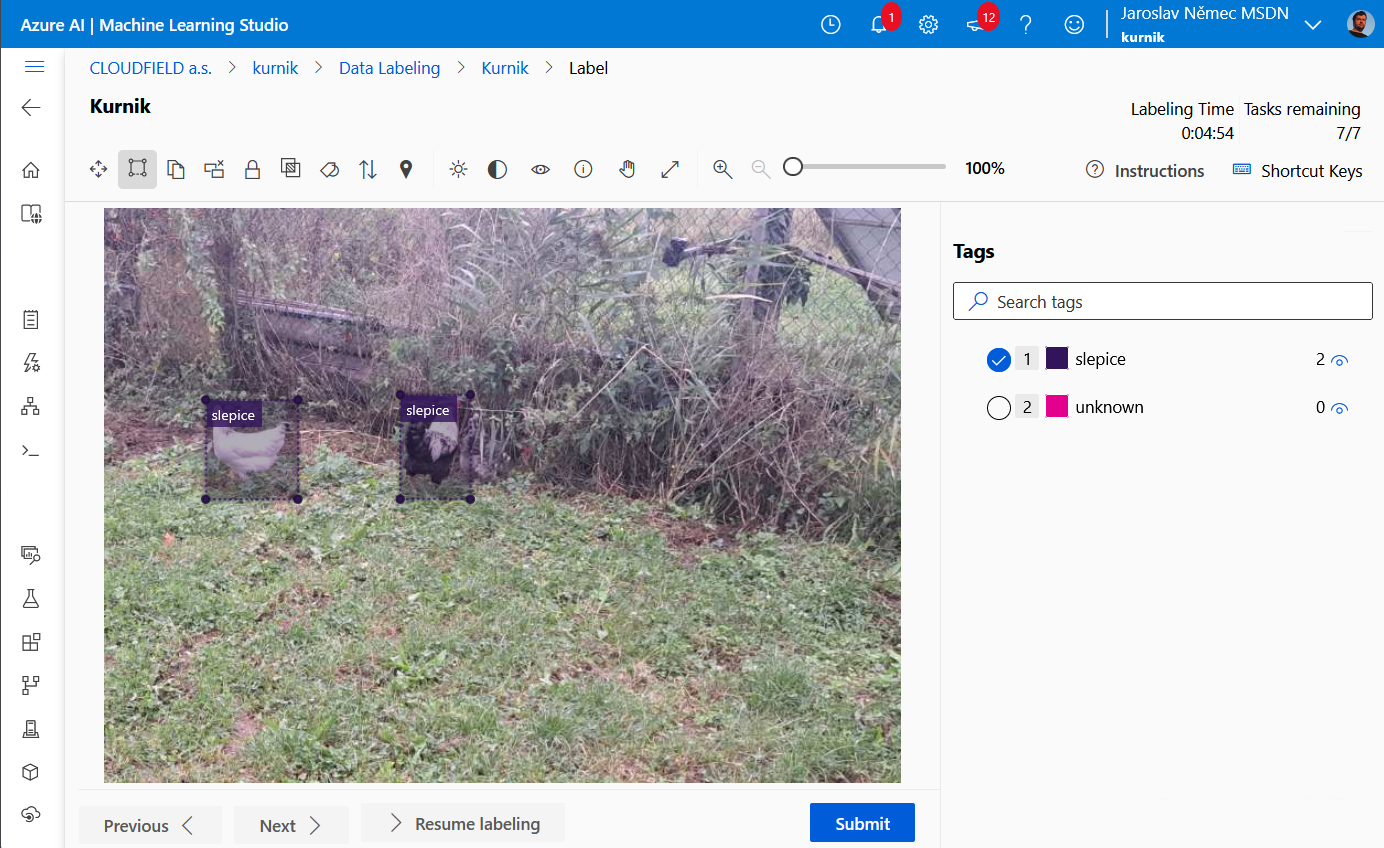 Azure AI | Machine Learning Studio
1
12
Jaroslav Němec MSDN
kurnik
CLOUDFIELD a.s. > kurnik > Data Labeling > Kurnik > Label
Kurnik
Labeling Time Tasks remaining
0:04:54 7/7
100%
Instructions
Shortcut Keys
slepice
slepice
Tags
Search tags
1 slepice 2
2 unknown 0
Previous
Next
Resume labeling
Submit